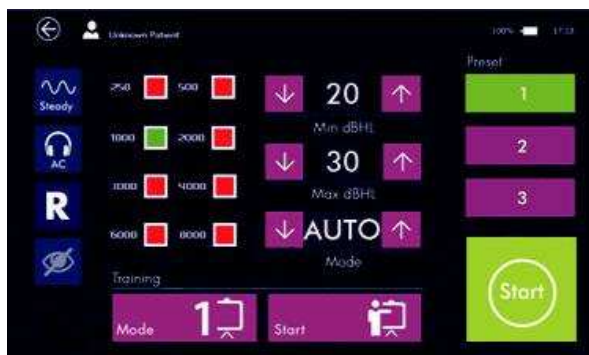 Unknown Patient
100% 17:23
Preset
Steady
250 500
20
1
Min dBHL
AC
1000 2000
30
2
Max dBHL
R
3000 4000
3
6000 8000
AUTO
Mode
Training
Mode 1
Start
Start